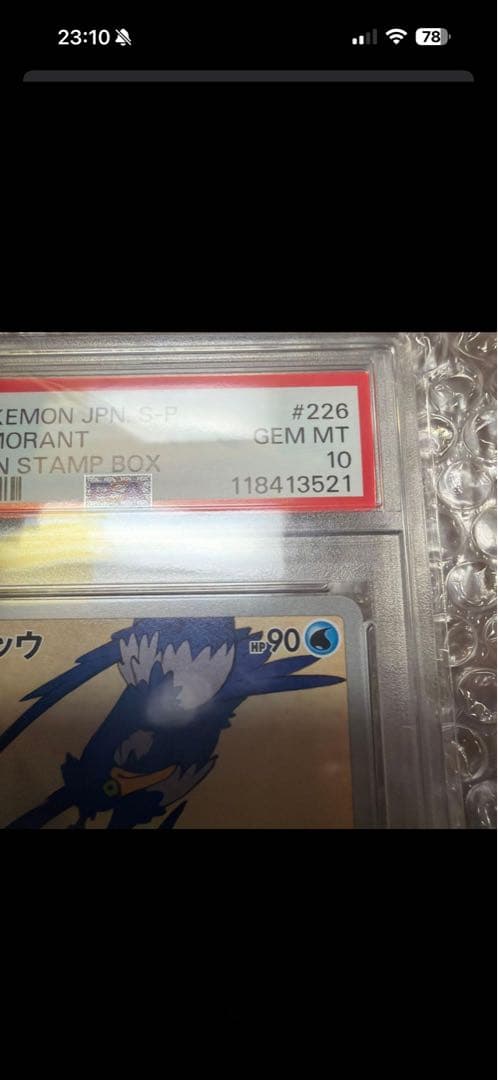 23:10
78
KEMON JPN. S-P #226
MORANT GEM MT
N STAMP BOX 10
118413521
ッウ HP90